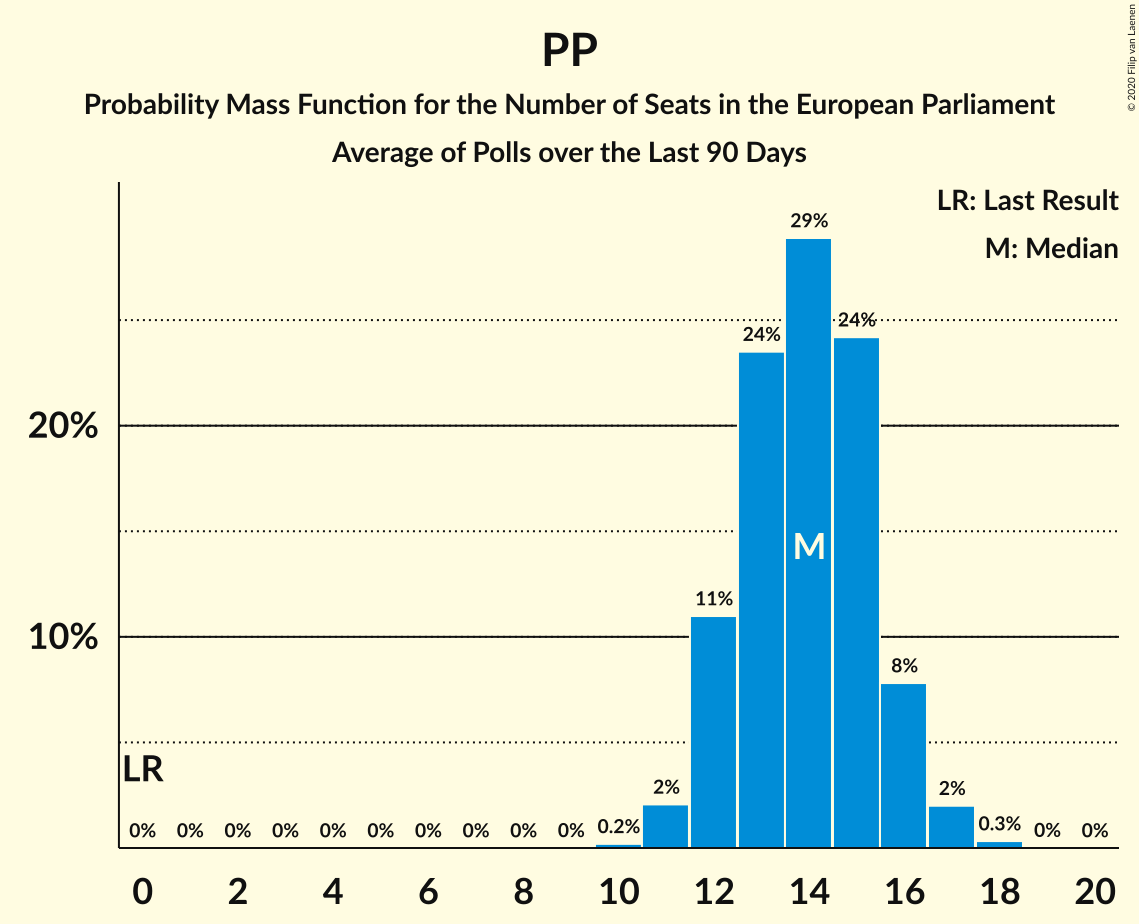 PP
Probability Mass Function for the Number of Seats in the European Parliament
Average of Polls over the Last 90 Days
© 2020 Filip van Laenen
LR: Last Result
M: Median
29%
24%
24%
20%
M
11%
10%
8%
LR
2%
2%
0% 0% 0% 0% 0% 0% 0% 0% 0% 0% 0.2% 0.3% 0% 0%
0 2 4 6 8 10 12 14 16 18 20